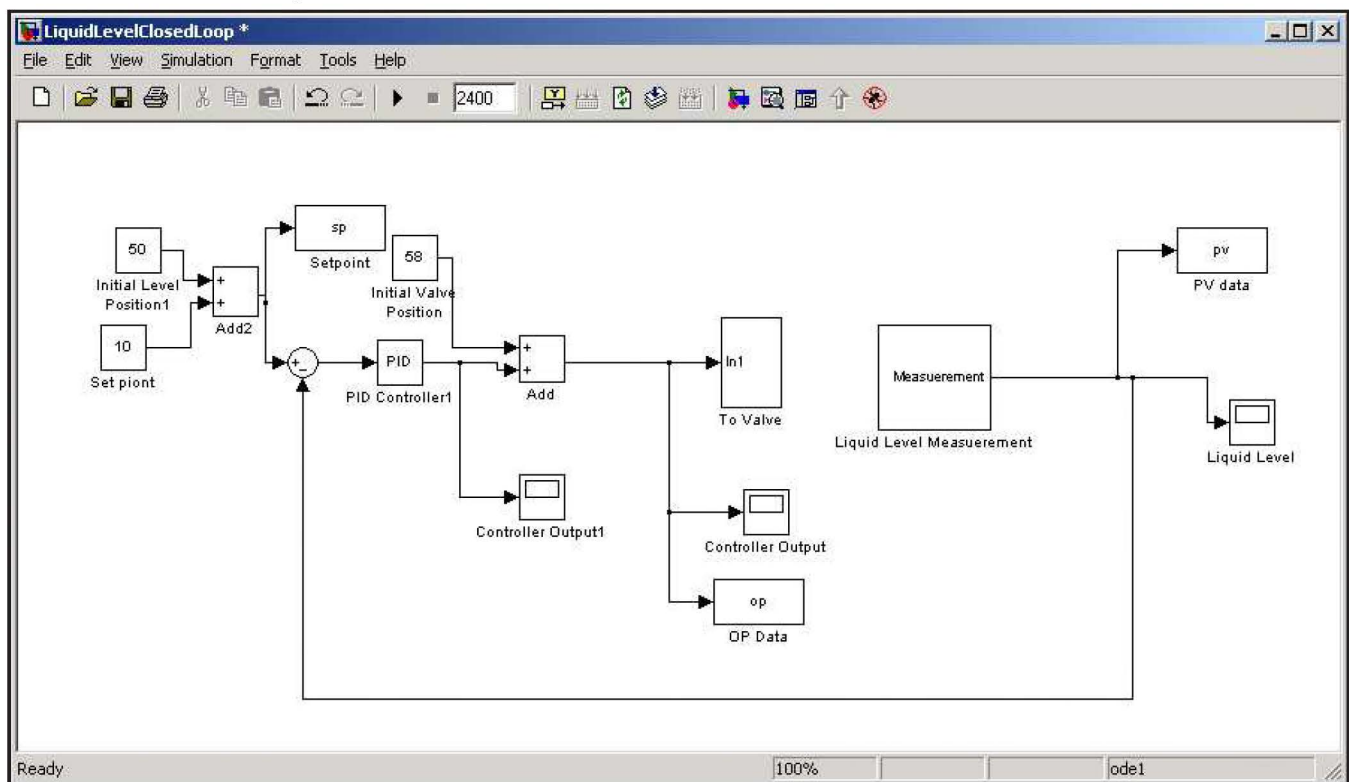 LiquidLevelClosedLoop *
File Edit View Simulation Format Tools Help
2400
50
Initial Level
Position1
10
Set piont
+
+
Add2
sp
Setpoint
58
Initial Valve
Position
+
-
PID
PID Controller1
+
+
Add
Controller Output1
In1
To Valve
Controller Output
op
OP Data
Measuerement
Liquid Level Measuerement
pv
PV data
Liquid Level
Ready 100% ode1